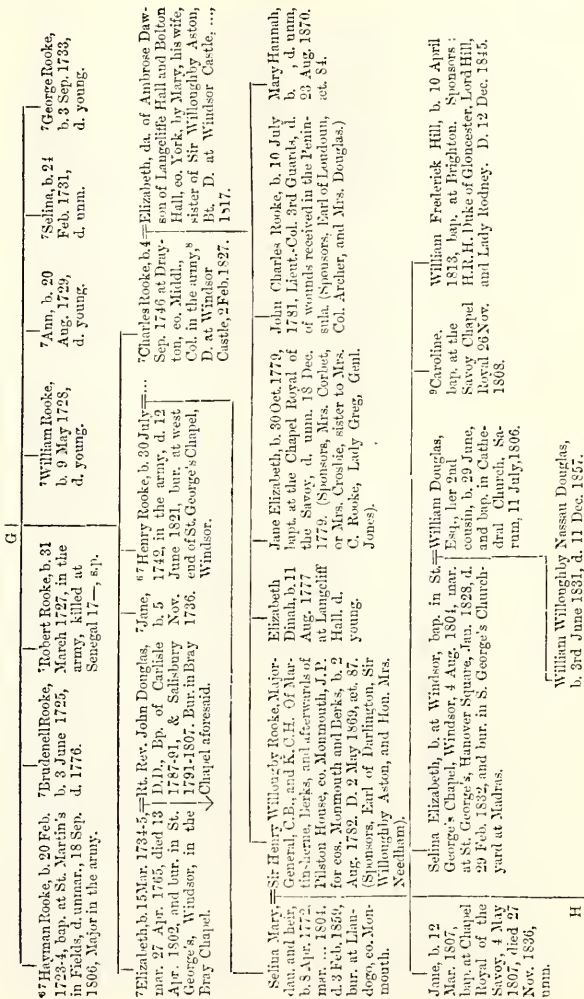 G
⁶⁷Hayman Rooke, b. 20 Feb.
1723-4, bap. at St. Martin's
in Fields, d. unmar, 18 Sep.
1806, Major in the army.
⁷Brudenell Rooke,
b. 3 June 1725,
d. 1776.
⁷Robert Rooke, b. 31
March 1727, in the
army, killed at
Senegal 17—, s.p.
⁷William Rooke,
b. 9 May 1728,
d. young.
⁷Ann, b. 20
Aug. 1729,
d. young.
⁷Selina, b. 24
Feb. 1731,
d. unm.
⁷George Rooke,
b. 3 Sep. 1733,
d. young.
⁷Elizabeth, b. 15 Mar. 1734-5,=Rt. Rev. John Douglas,
mar. 27 Apr. 1765, died 13 | D.D., Bp. of Carlisle
Apr. 1802, and bur. in St. | 1787-91, & Salisbury
George's, Windsor, in the | 1791-1807. Bur. in Bray
Bray Chapel. Chapel aforesaid.
⁷Jane,
b. 5
Nov.
1736.
⁶⁷Henry Rooke, b. 30 July=...
1742, in the army, d. 12
June 1821, bur. at west
end of St. George's Chapel,
Windsor.
⁷Charles Rooke, b. 4=Elizabeth, da. of Ambrose Daw-
Sep. 1746 at Dray- | son of Langcliffe Hall and Bolton
ton, co. Middl., | Hall, co. York, by Mary, his wife,
Col. in the army,⁸ | sister of Sir Willoughby Aston,
D. at Windsor | Bt. D. at Windsor Castle, ...,
Castle, 2 Feb. 1827. | 1817.
Selina Mary,=Sir Henry Willoughby Rooke, Major-
dau. and heir, | General, C.B., and K.C.H. Of Mar-
b. 8 Apr. 1772, | tin-herne, Berks, and afterwards of
mar. ... 1804, | Pilston House, co. Monmouth, J.P.
d. 3 Feb. 1859, | for cos. Monmouth and Berks, b. 2
bur. at Llan- | Aug. 1782. D. 2 May 1869, æt. 87.
dogo, co. Mon- | (Sponsors, Earl of Darlington, Sir
mouth. | Willoughby Aston, and Hon. Mrs.
Needham).
Elizabeth
Dinah, b. 11
Aug. 1777
at Langcliff
Hall, d.
young.
Jane Elizabeth, b. 30 Oct. 1779,
bapt. at the Chapel Royal of
the Savoy, d. unm. 18 Dec.
1779. (Sponsors, Mrs. Corbet,
or Mrs. Crosbie, sister to Mrs.
C. Rooke, Lady Greg, Genl.
Jones).
John Charles Rooke, b. 10 July
1781, Lieut.-Col. 3rd Guards, d.
of wounds received in the Penin-
sula. (Sponsors, Earl of Loudoun,
Col. Archer, and Mrs. Douglas.)
Mary Hannah,
b. , d. unm,
23 Aug. 1870.
æt. 84.
Jane, b. 12
Mar. 1807,
bap. at Chapel
Royal of the
Savoy, 4 May
1807, died 27
Nov. 1836,
unm.
Selina Elizabeth, b. at Windsor, bap. in St.=William Douglas,
George's Chapel, Windsor, 4 Aug. 1804, mar. | Esq., her 2nd
at St. George's, Hanover Square, Jan. 1828, d. | cousin, b. 29 June,
29 Feb. 1832, and bur. in S. George's Church- | and bap. in Cathe-
yard at Madras. | dral Church, Sa-
rum, 11 July, 1806.
⁹Caroline.
bap. at the
Savoy Chapel
Royal 26 Nov.
1808.
William Frederick Hill, b. 10 April
1813, bap. at Brighton. Sponsors:
H.R.H. Duke of Gloucester, Lord Hill,
and Lady Rodney. D. 12 Dec. 1845.
H
William Willoughby Nassau Douglas,
b. 3rd June 1831, d. 11 Dec. 1857.